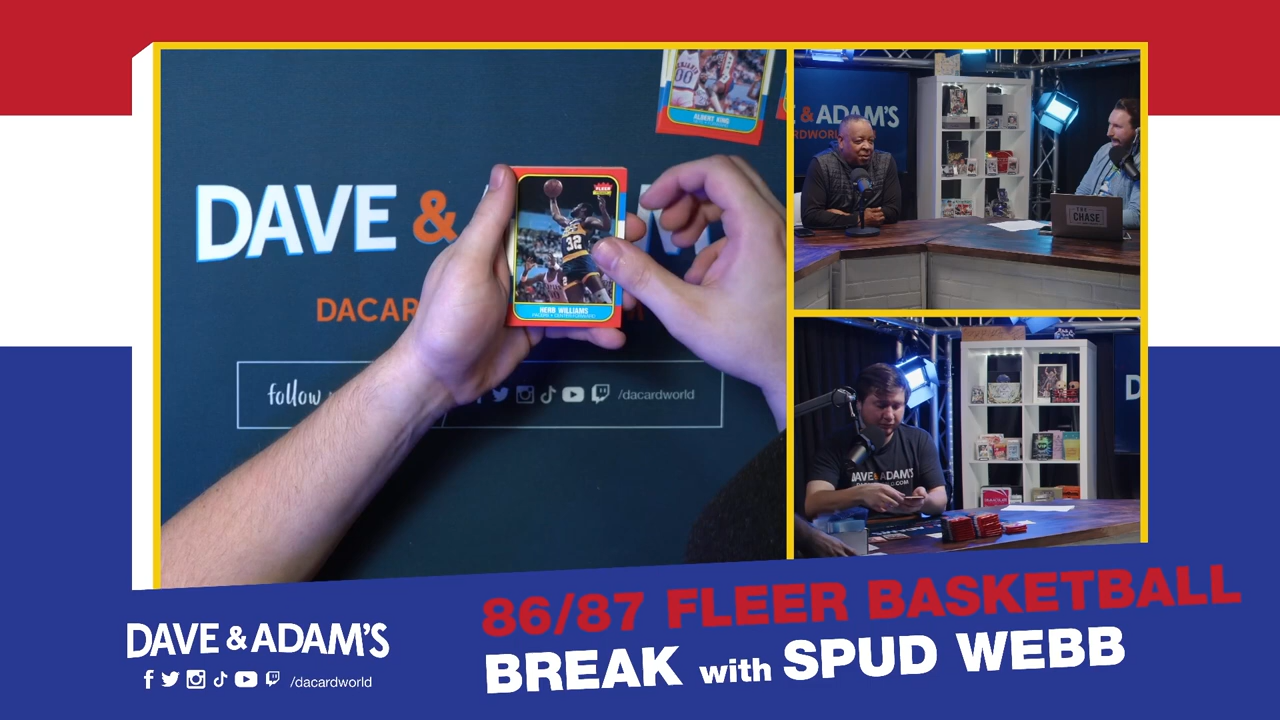 ALBERT KING
DAVE &
DACAR
follow
/dacardworld
FLEER
32
HERB WILLIAMS
& ADAM'S
THE
CHASE
D
DAVE & ADAM'S
86/87 FLEER BASKETBALL
BREAK with SPUD WEBB
DAVE & ADAM'S
/dacardworld